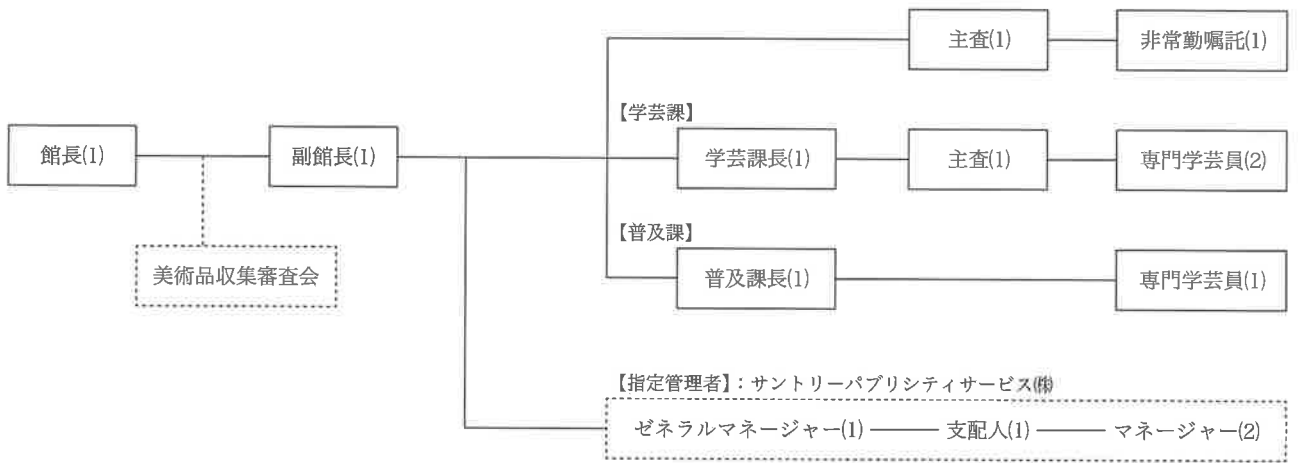 主査(1)
非常勤嘱託(1)
【学芸課】
館長(1)
副館長(1)
学芸課長(1)
主査(1)
専門学芸員(2)
【普及課】
美術品収集審査会
普及課長(1)
専門学芸員(1)
【指定管理者】：サントリーパブリシティサービス㈱
ゼネラルマネージャー(1)
支配人(1)
マネージャー(2)